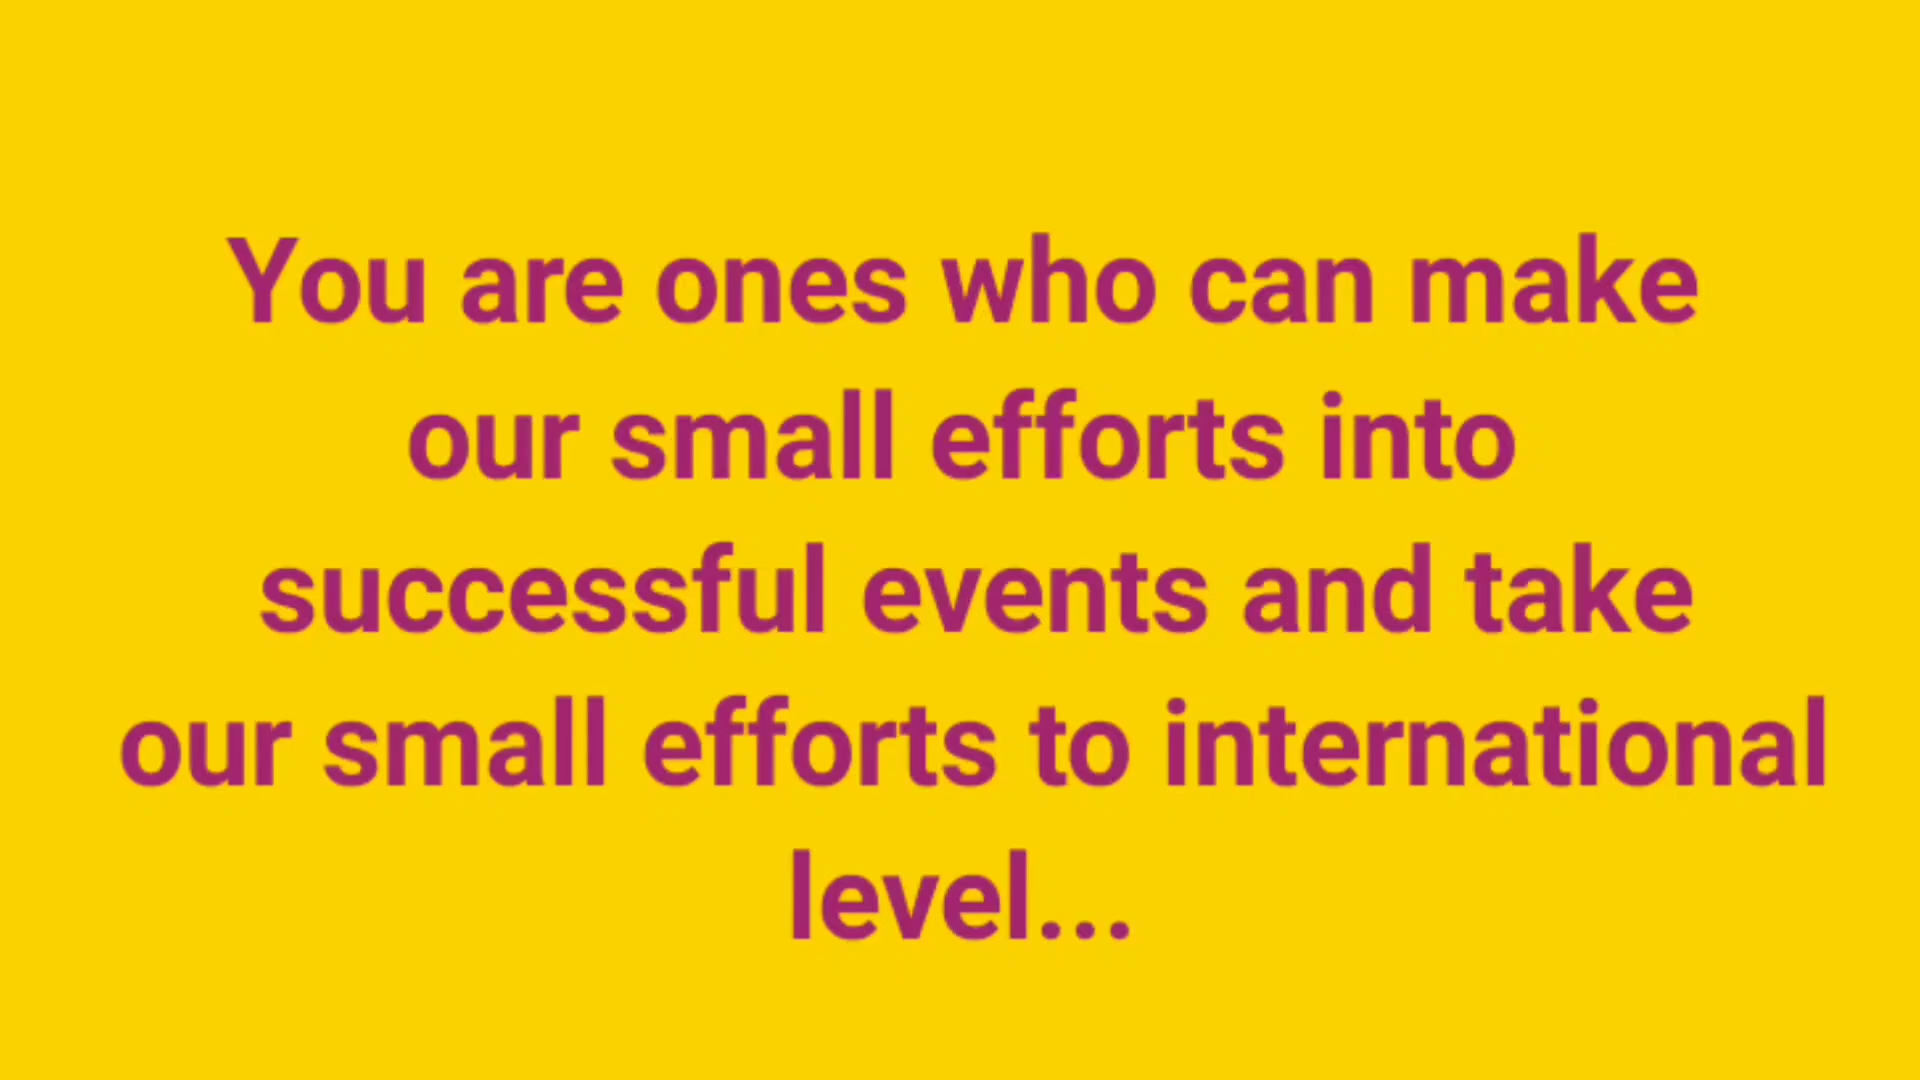 You are ones who can make
our small efforts into
successful events and take
our small efforts to international
level...